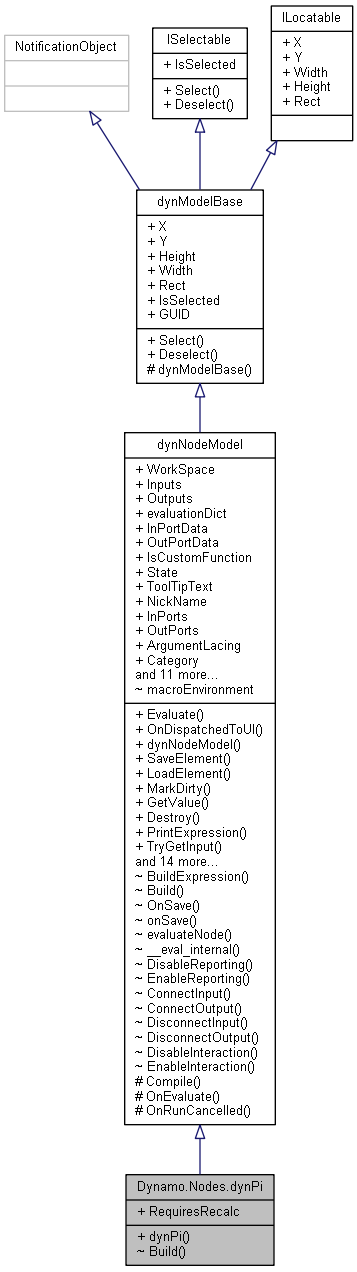 NotificationObject
ISelectable
+ IsSelected
+ Select()
+ Deselect()
ILocatable
+ X
+ Y
+ Width
+ Height
+ Rect
dynModelBase
+ X
+ Y
+ Height
+ Width
+ Rect
+ IsSelected
+ GUID
+ Select()
+ Deselect()
# dynModelBase()
dynNodeModel
+ WorkSpace
+ Inputs
+ Outputs
+ evaluationDict
+ InPortData
+ OutPortData
+ IsCustomFunction
+ State
+ ToolTipText
+ NickName
+ InPorts
+ OutPorts
+ ArgumentLacing
+ Category
and 11 more...
~ macroEnvironment
+ Evaluate()
+ OnDispatchedToUI()
+ dynNodeModel()
+ SaveElement()
+ LoadElement()
+ MarkDirty()
+ GetValue()
+ Destroy()
+ PrintExpression()
+ TryGetInput()
and 14 more...
~ BuildExpression()
~ Build()
~ OnSave()
~ onSave()
~ evaluateNode()
~ __eval_internal()
~ DisableReporting()
~ EnableReporting()
~ ConnectInput()
~ ConnectOutput()
~ DisconnectInput()
~ DisconnectOutput()
~ DisableInteraction()
~ EnableInteraction()
# Compile()
# OnEvaluate()
# OnRunCancelled()
Dynamo.Nodes.dynPi
+ RequiresRecalc
+ dynPi()
~ Build()